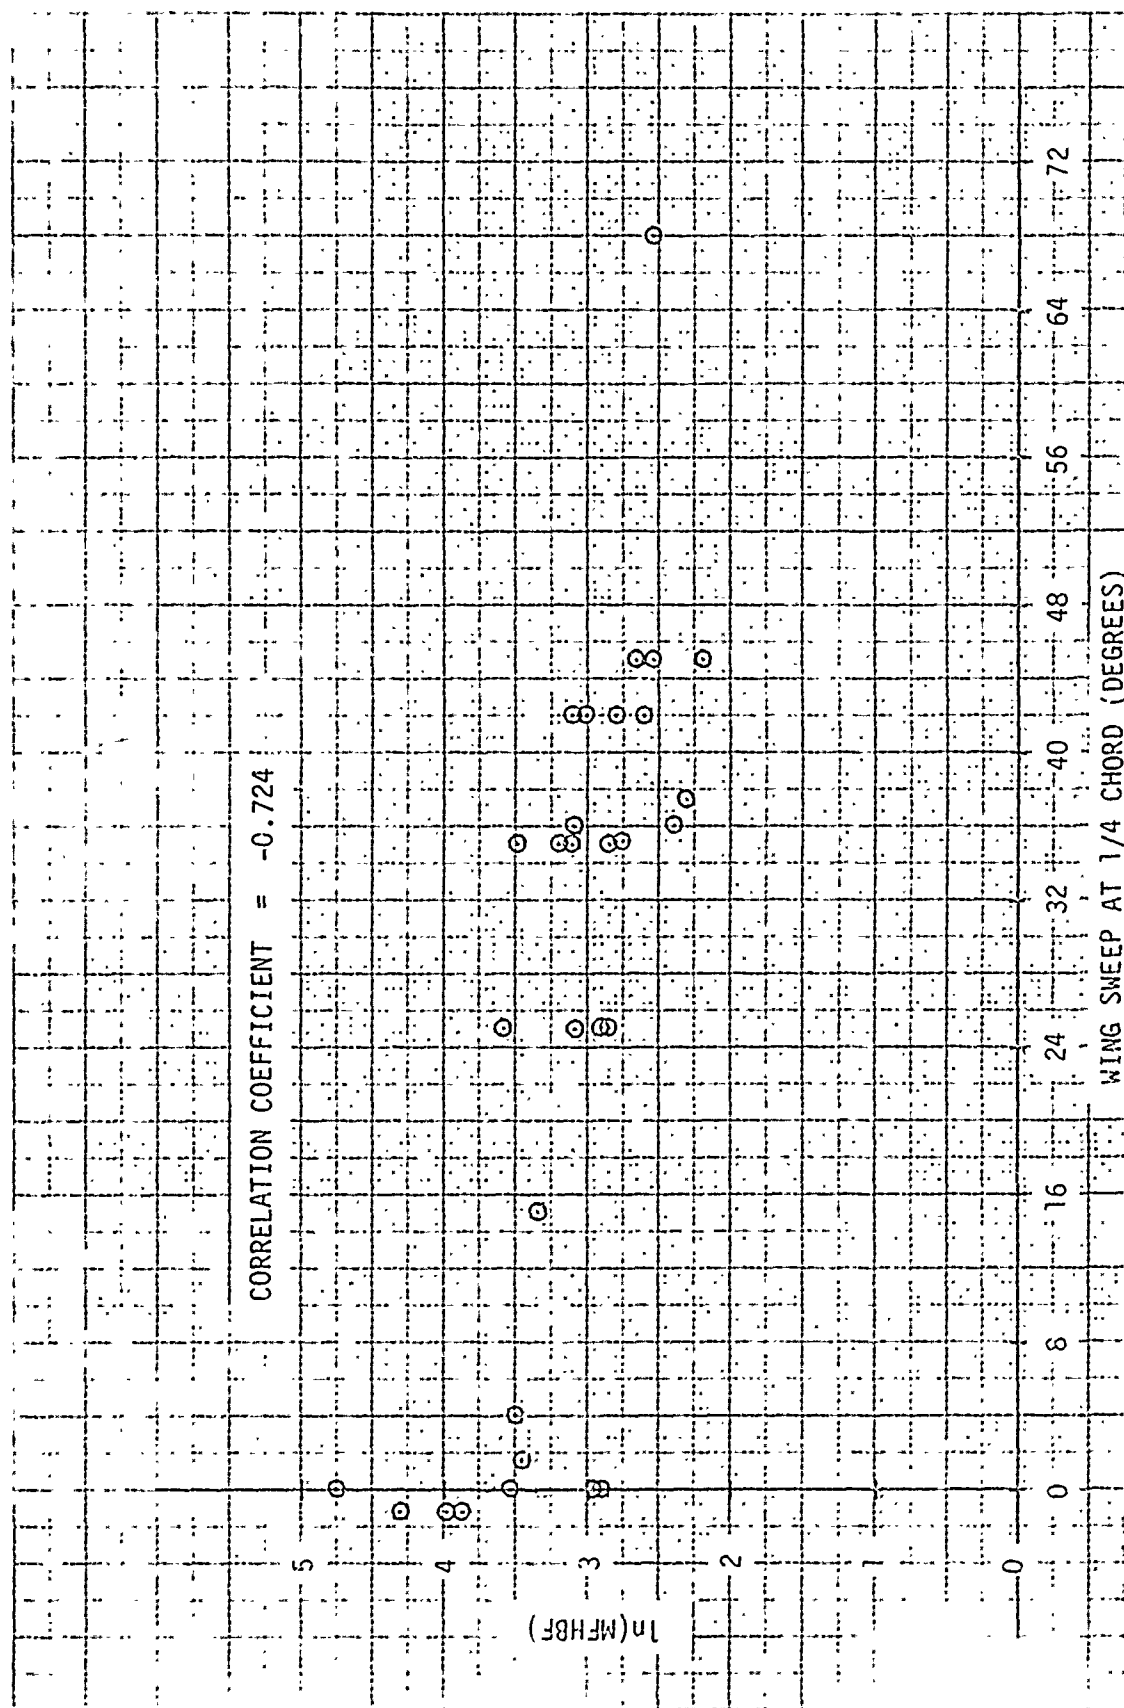 CORRELATION COEFFICIENT = -0.724
ln(MFHBF)
5
4
3
2
1
0
0 8 16 24 32 40 48 56 64 72
WING SWEEP AT 1/4 CHORD (DEGREES)